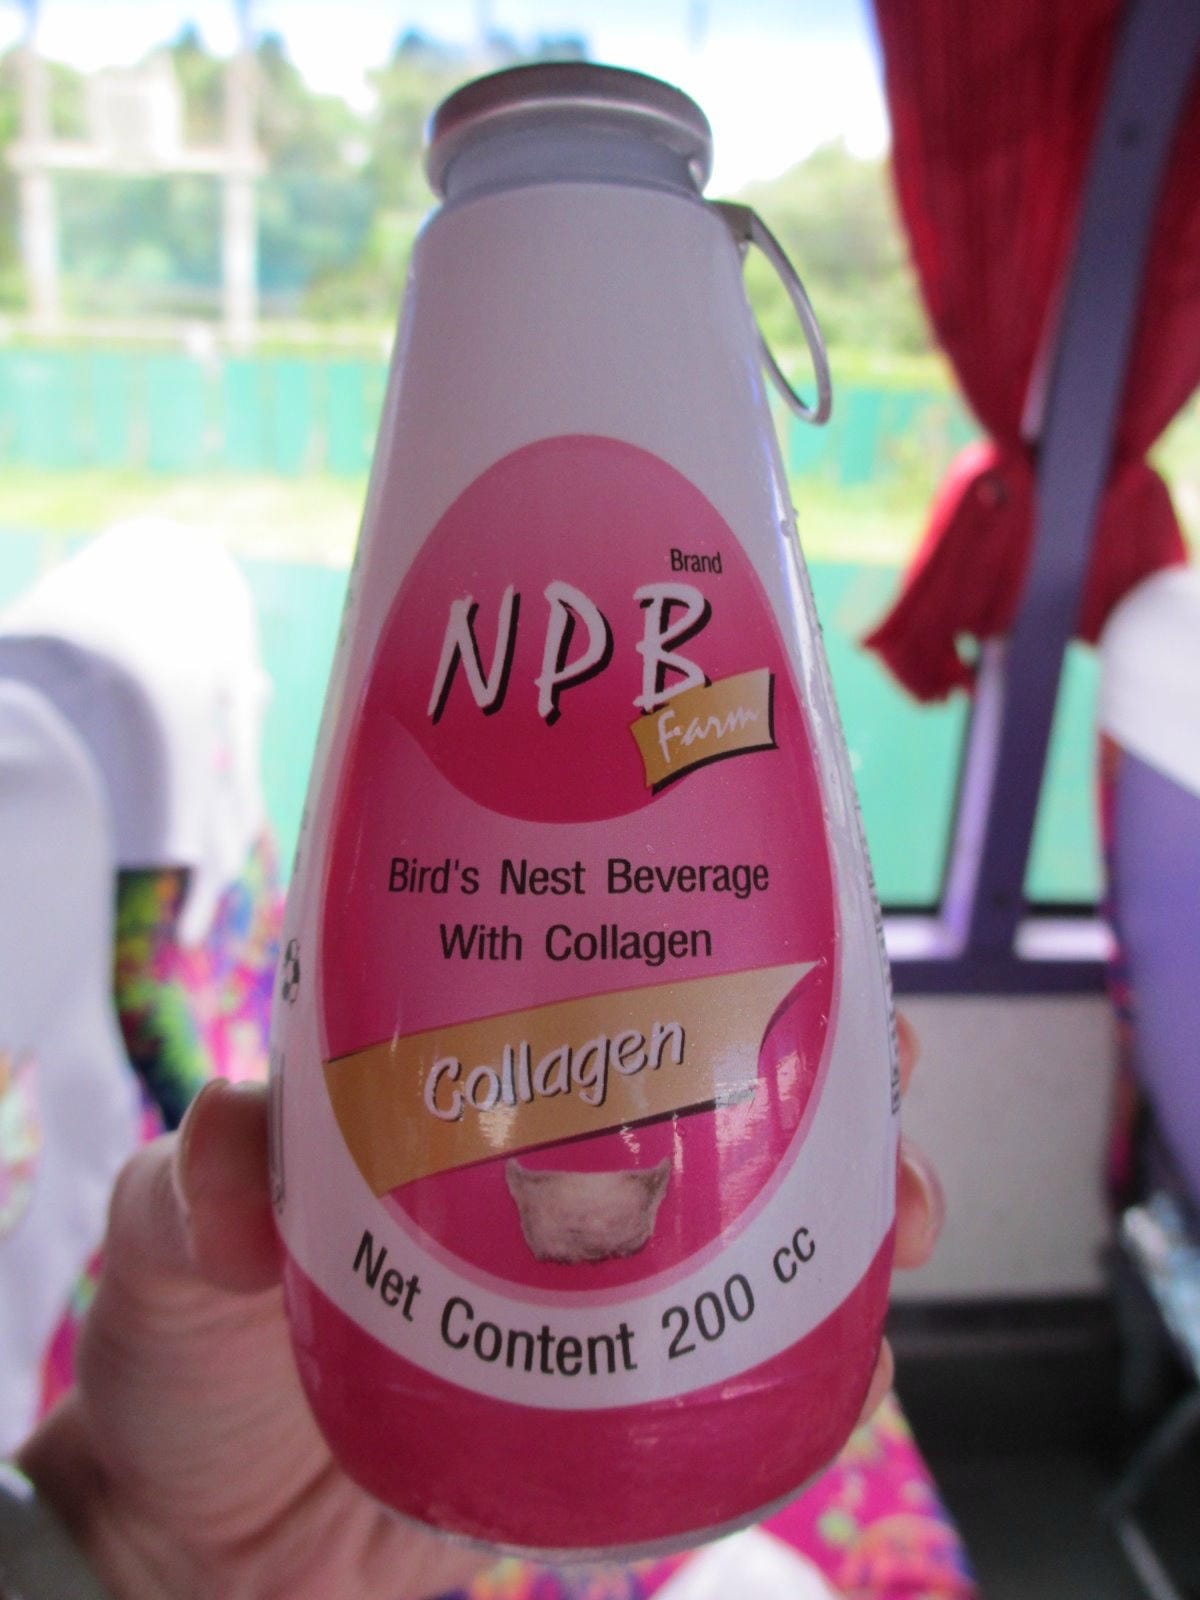 Brand
NPB
Farm
Bird's Nest Beverage
With Collagen
Collagen
Net Content 200 cc